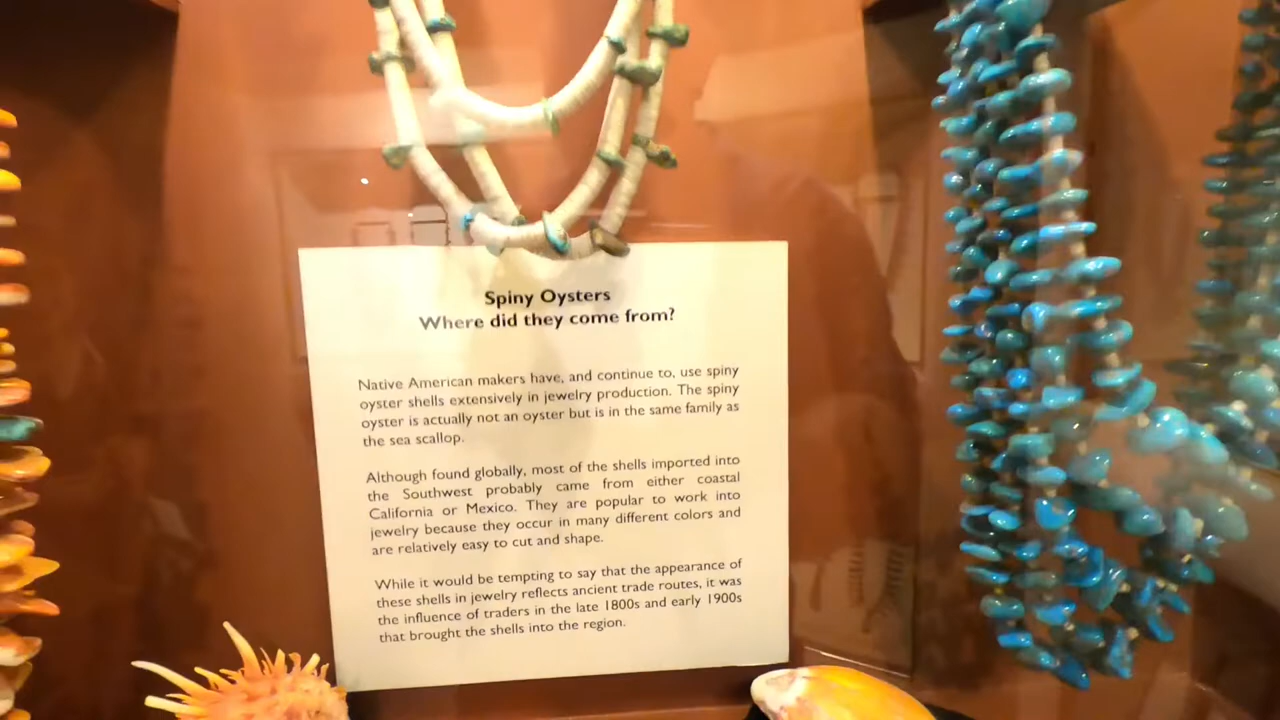 Spiny Oysters
Where did they come from?
Native American makers have, and continue to, use spiny
oyster shells extensively in jewelry production. The spiny
oyster is actually not an oyster but is in the same family as
the sea scallop.
Although found globally, most of the shells imported into
the Southwest probably came from either coastal
California or Mexico. They are popular to work into
jewelry because they occur in many different colors and
are relatively easy to cut and shape.
While it would be tempting to say that the appearance of
these shells in jewelry reflects ancient trade routes, it was
the influence of traders in the late 1800s and early 1900s
that brought the shells into the region.